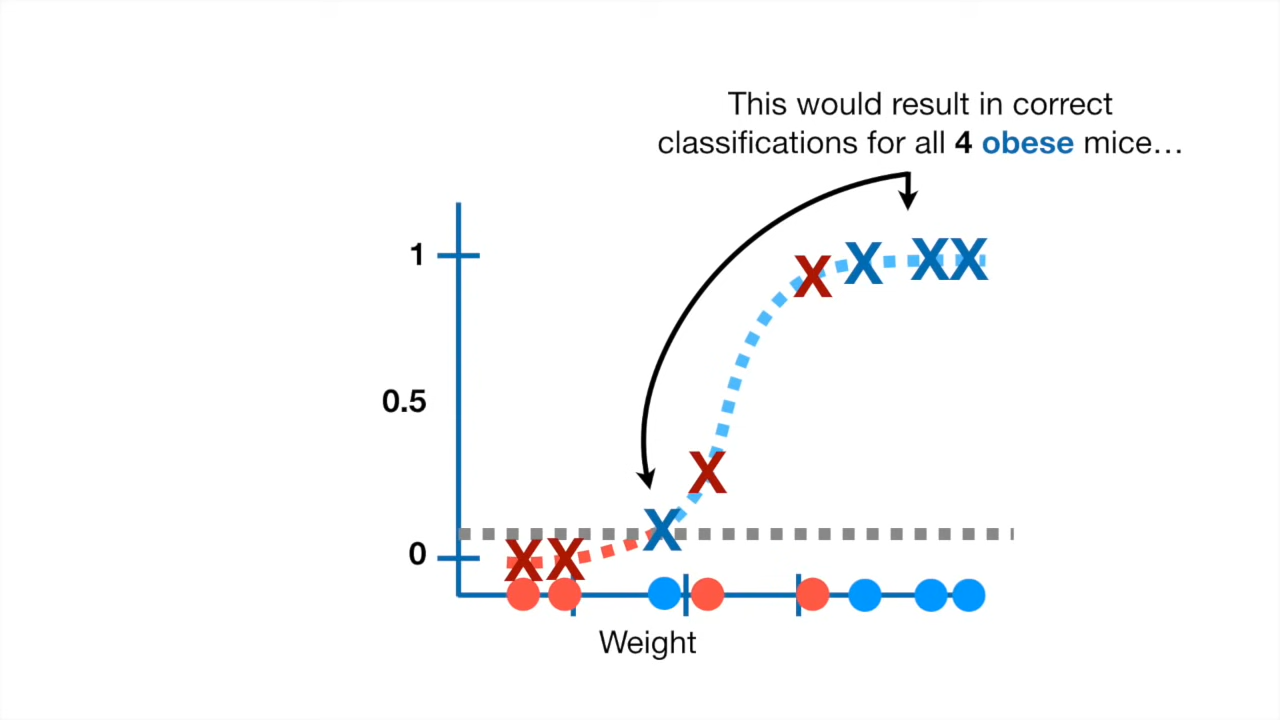 This would result in correct
classifications for all 4 obese mice…
1
0.5
0
X X X X X X X X
Weight